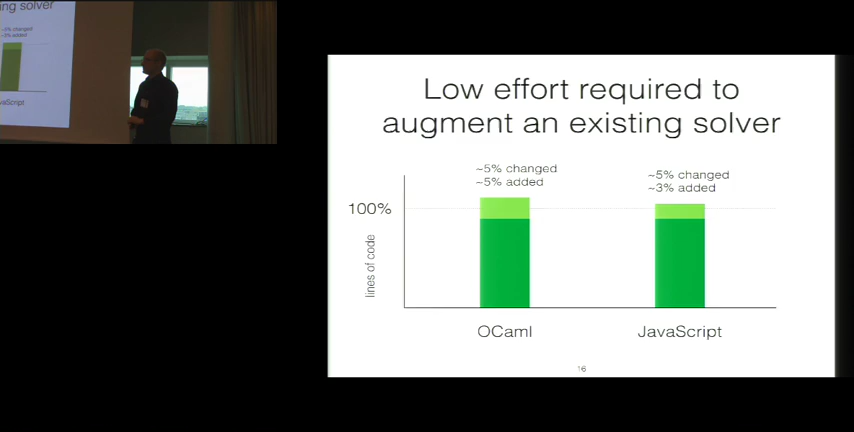 ing solver
~5% changed
~3% added
vaScript
Low effort required to
augment an existing solver
~5% changed
~5% added
~5% changed
~3% added
100%
lines of code
OCaml
JavaScript
16